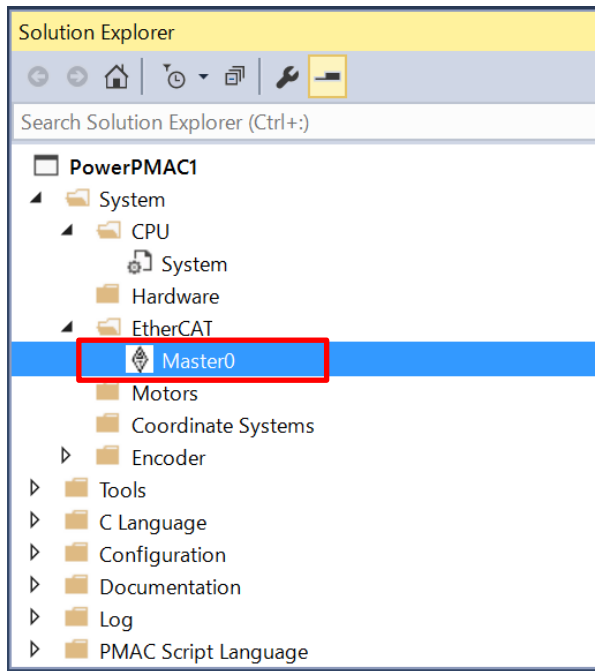 Solution Explorer
Search Solution Explorer (Ctrl+:)
PowerPMAC1
System
CPU
System
Hardware
EtherCAT
Master0
Motors
Coordinate Systems
Encoder
Tools
C Language
Configuration
Documentation
Log
PMAC Script Language